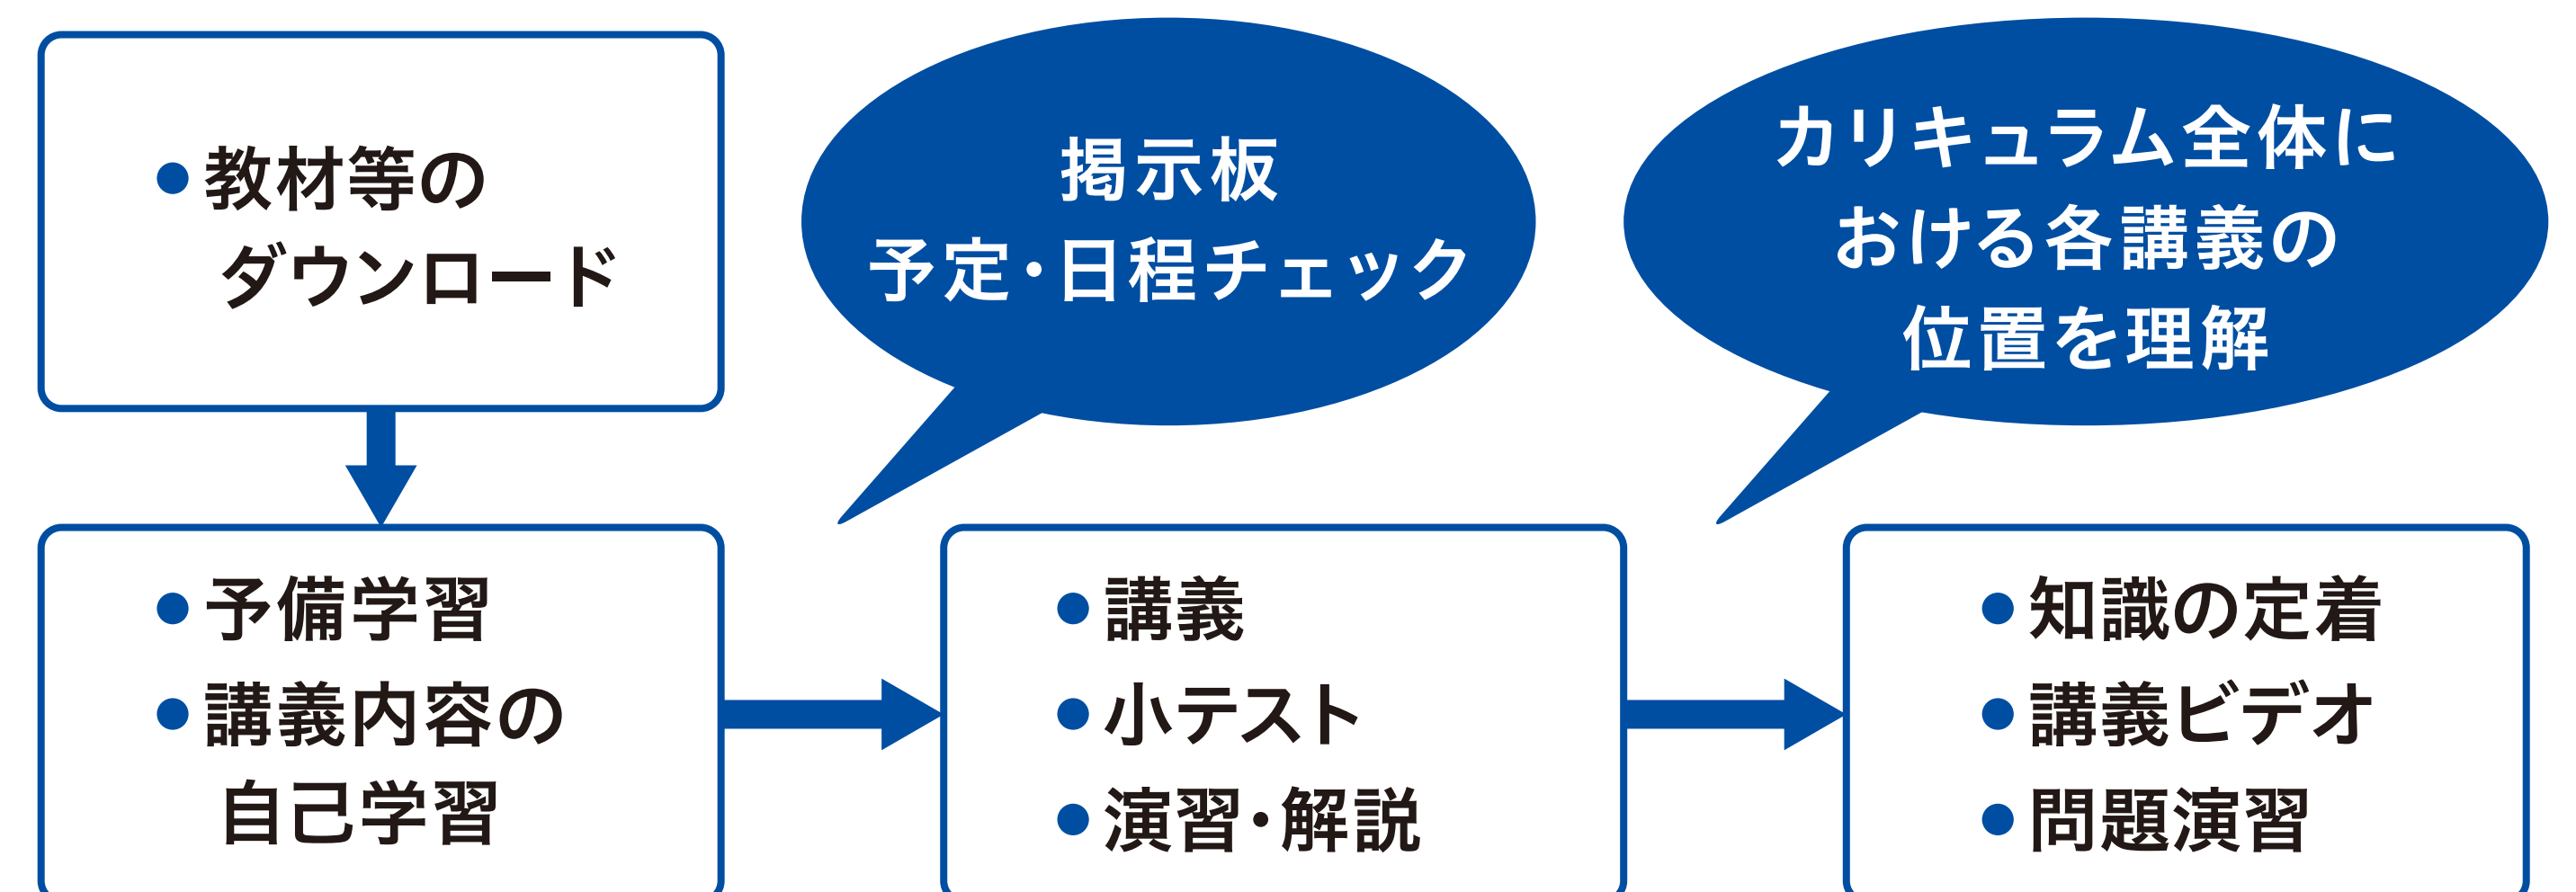 • 教材等の
ダウンロード
掲示板
予定・日程チェック
カリキュラム全体に
おける各講義の
位置を理解
• 予備学習
• 講義内容の
自己学習
• 講義
• 小テスト
• 演習・解説
• 知識の定着
• 講義ビデオ
• 問題演習